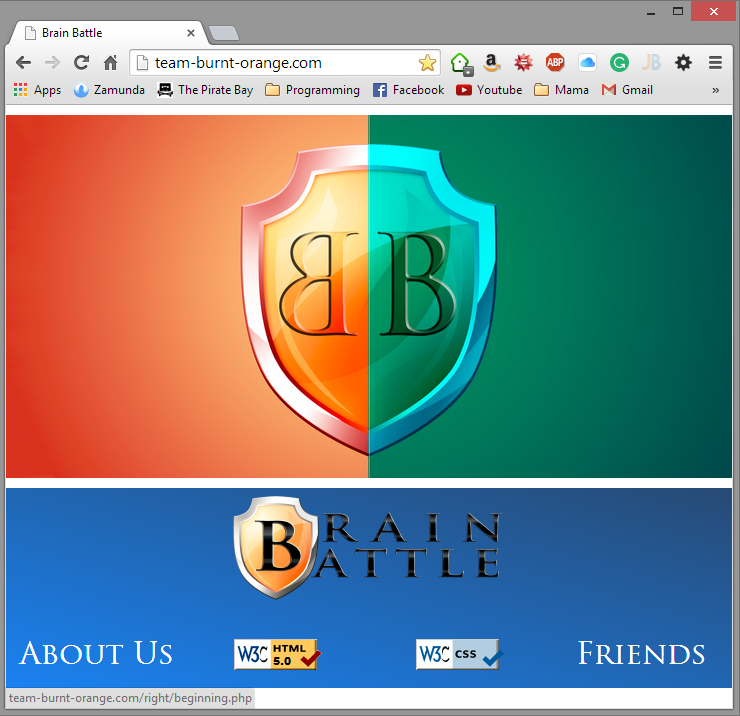 Brain Battle
team-burnt-orange.com
Apps Zamunda The Pirate Bay Programming Facebook Youtube Mama Gmail »
B B
BRAIN
BATTLE
ABOUT US W3C HTML 5.0 W3C CSS FRIENDS
team-burnt-orange.com/right/beginning.php